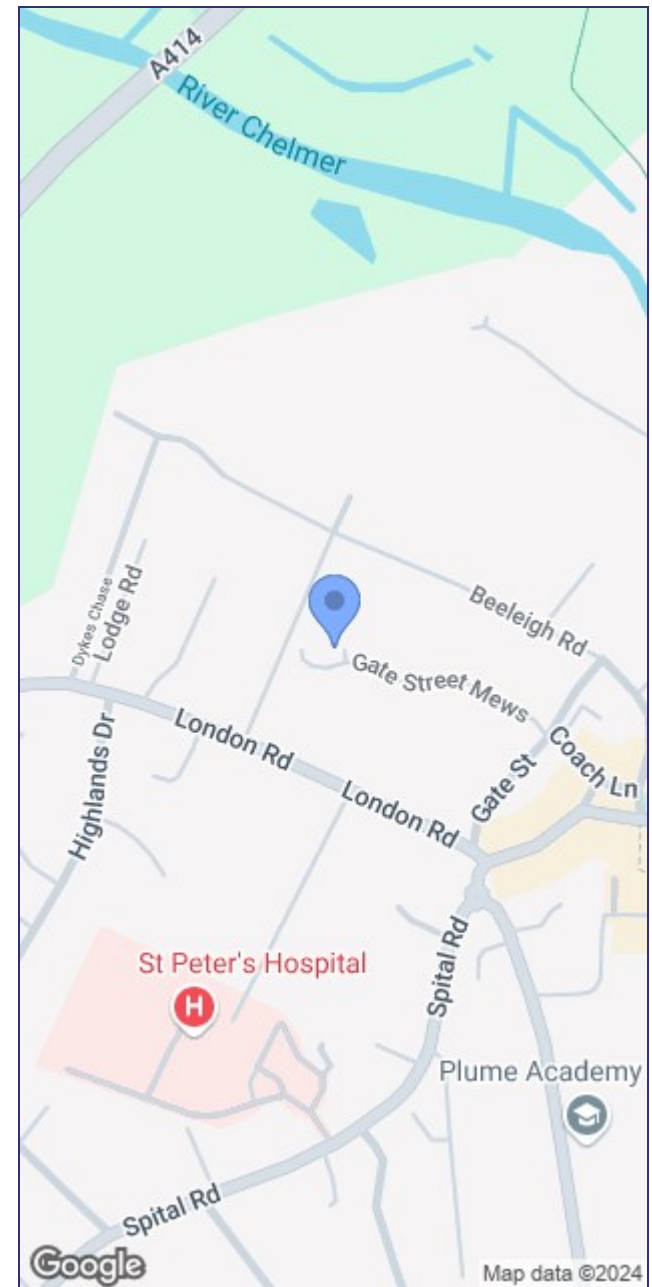 A414
River Chelmer
Beeleigh Rd
Dykes Chase
Lodge Rd
Gate Street Mews
London Rd
London Rd
Highlands Dr
Gate St
Coach Ln
St Peter's Hospital
H
Spital Rd
Plume Academy
Spital Rd
Google
Map data ©2024